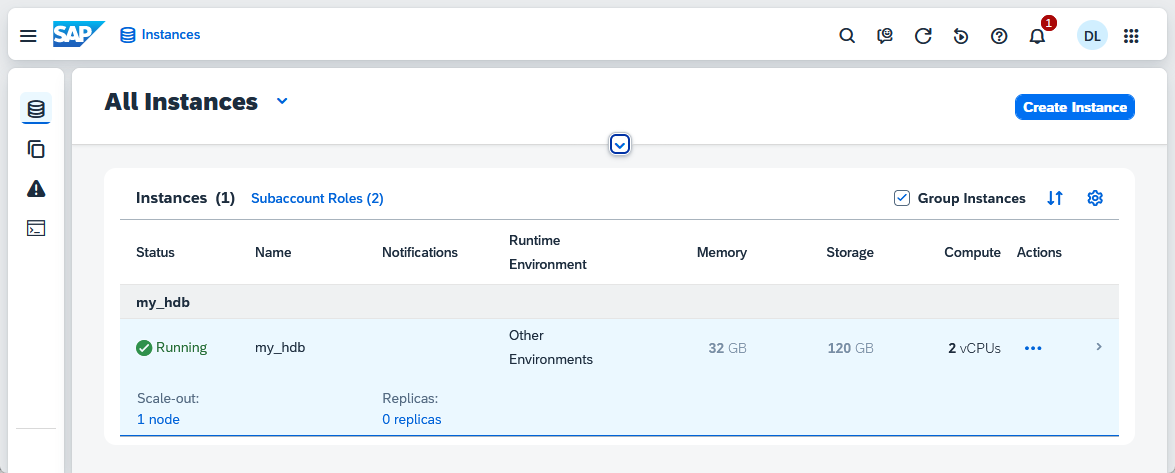 SAP Instances 1 DL
All Instances
Create Instance
Instances (1) Subaccount Roles (2) Group Instances
Status Name Notifications Runtime Environment Memory Storage Compute Actions
my_hdb
Running my_hdb Other Environments 32 GB 120 GB 2 vCPUs
Scale-out: Replicas:
1 node 0 replicas